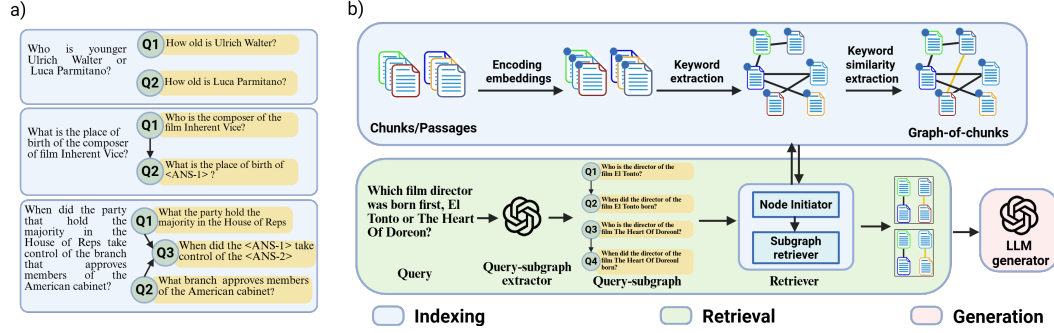 a)
Who is younger
Ulrich Walter or
Luca Parmitano?
Q1
How old is Ulrich Walter?
Q2
How old is Luca Parmitano?
What is the place of
birth of the composer
of film Inherent Vice?
Q1
Who is the composer of the
film Inherent Vice?
Q2
What is the place of birth of
<ANS-1> ?
When did the party
that hold the
majority in the
House of Reps take
control of the branch
that approves
members of the
American cabinet?
Q1
What the party hold the
majority in the House of Reps
Q3
When did the <ANS-1> take
control of the <ANS-2>
Q2
What branch approves members
of the American cabinet?
b)
Chunks/Passages
Encoding
embeddings
Keyword
extraction
Keyword
similarity
extraction
Graph-of-chunks
Which film director
was born first, El
Tonto or The Heart
Of Doreon?
Query
Query-subgraph
extractor
Q1
Who is the director of the
film El Tonto?
Q2
When did the director of the
film El Tonto born?
Q3
Who is the director of the
film The Heart Of Doreonl?
Q4
When did the director of the
film The Heart Of Doreonl
born?
Query-subgraph
Node Initiator
Subgraph
retriever
Retriever
LLM
generator
Indexing
Retrieval
Generation